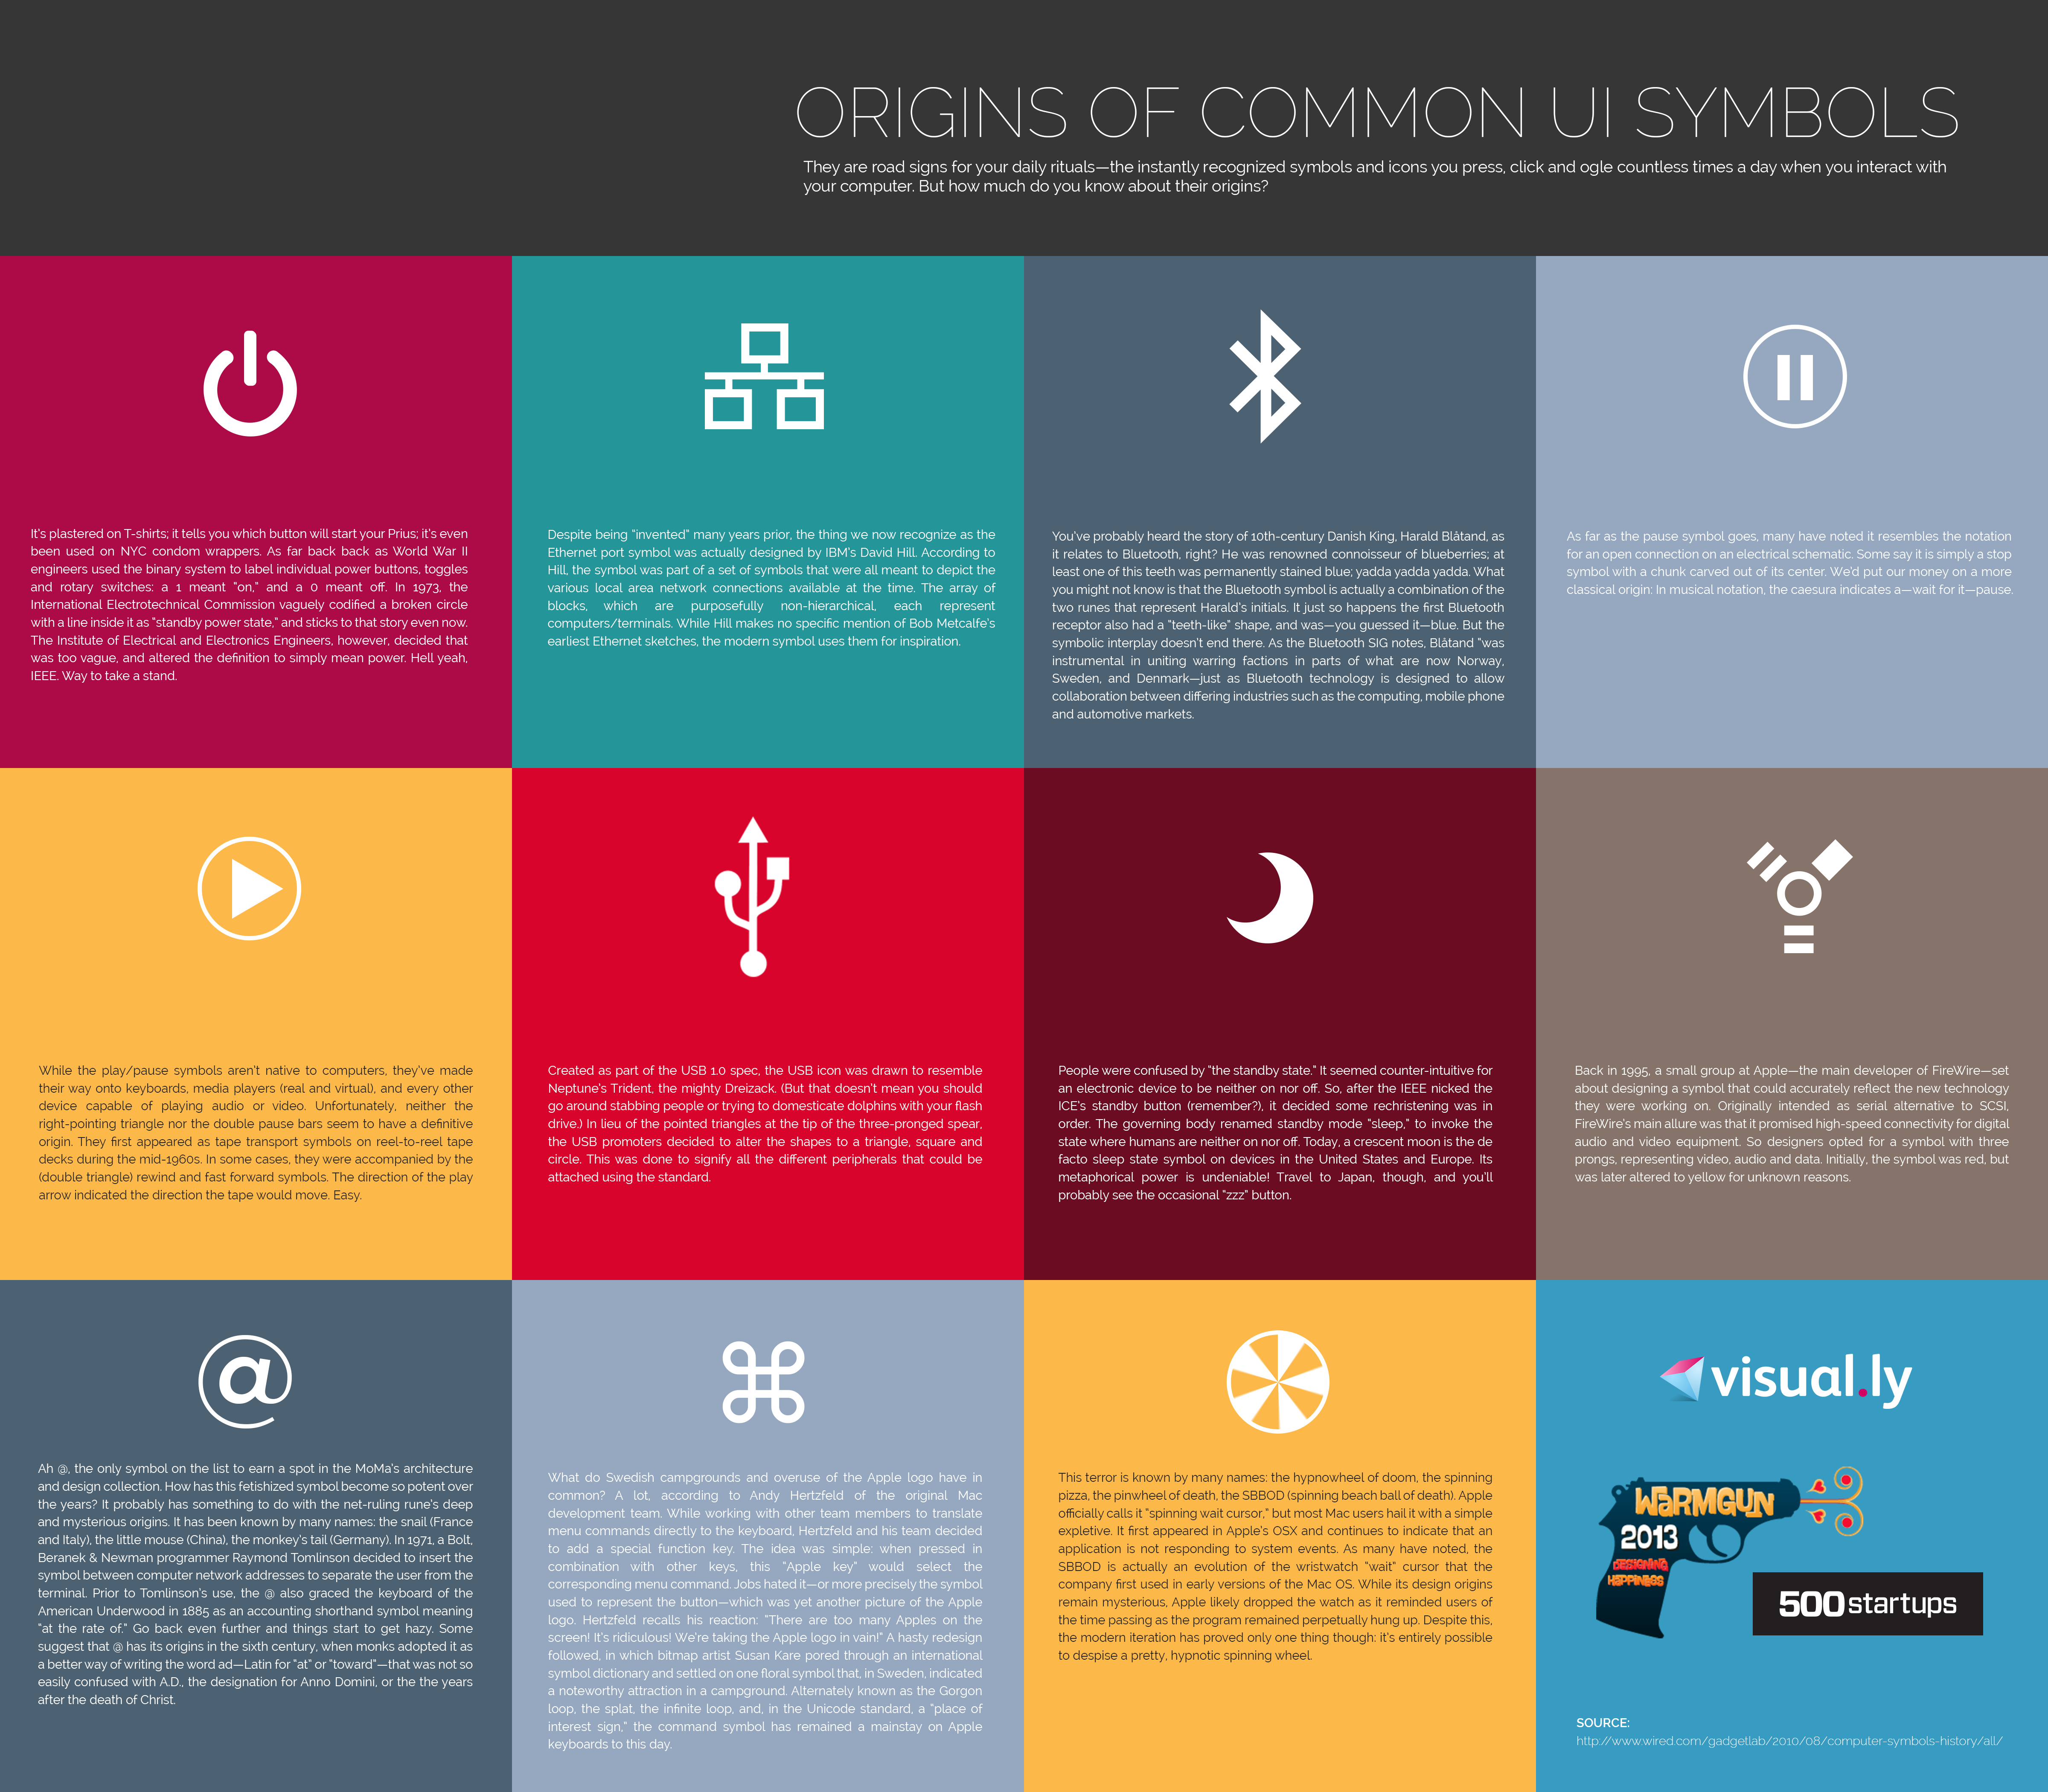 ORIGINS OF COMMON UI SYMBOLS
They are road signs for your daily rituals—the instantly recognized symbols and icons you press, click and ogle countless times a day when you interact with
your computer. But how much do you know about their origins?
It's plastered on T-shirts; it tells you which button will start your Prius; it's even
been used on NYC condom wrappers. As far back back as World War II
engineers used the binary system to label individual power buttons, toggles
and rotary switches: a 1 meant "on," and a 0 meant off. In 1973, the
International Electrotechnical Commission vaguely codified a broken circle
with a line inside it as "standby power state," and sticks to that story even now.
The Institute of Electrical and Electronics Engineers, however, decided that
was too vague, and altered the definition to simply mean power. Hell yeah,
IEEE. Way to take a stand.
Despite being "invented" many years prior, the thing we now recognize as the
Ethernet port symbol was actually designed by IBM's David Hill. According to
Hill, the symbol was part of a set of symbols that were all meant to depict the
various local area network connections available at the time. The array of
blocks, which are purposefully non-hierarchical, each represent
computers/terminals. While Hill makes no specific mention of Bob Metcalfe's
earliest Ethernet sketches, the modern symbol uses them for inspiration.
You've probably heard the story of 10th-century Danish King, Harald Blåtand, as
it relates to Bluetooth, right? He was renowned connoisseur of blueberries; at
least one of this teeth was permanently stained blue; yadda yadda yadda. What
you might not know is that the Bluetooth symbol is actually a combination of the
two runes that represent Harald's initials. It just so happens the first Bluetooth
receptor also had a "teeth-like" shape, and was—you guessed it—blue. But the
symbolic interplay doesn't end there. As the Bluetooth SIG notes, Blåtand "was
instrumental in uniting warring factions in parts of what are now Norway,
Sweden, and Denmark—just as Bluetooth technology is designed to allow
collaboration between differing industries such as the computing, mobile phone
and automotive markets.
As far as the pause symbol goes, many have noted it resembles the notation
for an open connection on an electrical schematic. Some say it is simply a stop
symbol with a chunk carved out of its center. We'd put our money on a more
classical origin: In musical notation, the caesura indicates a—wait for it—pause.
While the play/pause symbols aren't native to computers, they've made
their way onto keyboards, media players (real and virtual), and every other
device capable of playing audio or video. Unfortunately, neither the
right-pointing triangle nor the double pause bars seem to have a definitive
origin. They first appeared as tape transport symbols on reel-to-reel tape
decks during the mid-1960s. In some cases, they were accompanied by the
(double triangle) rewind and fast forward symbols. The direction of the play
arrow indicated the direction the tape would move. Easy.
Created as part of the USB 1.0 spec, the USB icon was drawn to resemble
Neptune's Trident, the mighty Dreizack. (But that doesn't mean you should
go around stabbing people or trying to domesticate dolphins with your flash
drive.) In lieu of the pointed triangles at the tip of the three-pronged spear,
the USB promoters decided to alter the shapes to a triangle, square and
circle. This was done to signify all the different peripherals that could be
attached using the standard.
People were confused by "the standby state." It seemed counter-intuitive for
an electronic device to be neither on nor off. So, after the IEEE nicked the
ICE's standby button (remember?), it decided some rechristening was in
order. The governing body renamed standby mode "sleep," to invoke the
state where humans are neither on nor off. Today, a crescent moon is the de
facto sleep state symbol on devices in the United States and Europe. Its
metaphorical power is undeniable! Travel to Japan, though, and you'll
probably see the occasional "zzz" button.
Back in 1995, a small group at Apple—the main developer of FireWire—set
about designing a symbol that could accurately reflect the new technology
they were working on. Originally intended as serial alternative to SCSI,
FireWire's main allure was that it promised high-speed connectivity for digital
audio and video equipment. So designers opted for a symbol with three
prongs, representing video, audio and data. Initially, the symbol was red, but
was later altered to yellow for unknown reasons.
@
Ah @, the only symbol on the list to earn a spot in the MoMa's architecture
and design collection. How has this fetishized symbol become so potent over
the years? It probably has something to do with the net-ruling rune's deep
and mysterious origins. It has been known by many names: the snail (France
and Italy), the little mouse (China), the monkey's tail (Germany). In 1971, a Bolt,
Beranek & Newman programmer Raymond Tomlinson decided to insert the
symbol between computer network addresses to separate the user from the
terminal. Prior to Tomlinson's use, the @ also graced the keyboard of the
American Underwood in 1885 as an accounting shorthand symbol meaning
"at the rate of." Go back even further and things start to get hazy. Some
suggest that @ has its origins in the sixth century, when monks adopted it as
a better way of writing the word ad—Latin for "at" or "toward"—that was not so
easily confused with A.D., the designation for Anno Domini, or the the years
after the death of Christ.
What do Swedish campgrounds and overuse of the Apple logo have in
common? A lot, according to Andy Hertzfeld of the original Mac
development team. While working with other team members to translate
menu commands directly to the keyboard, Hertzfeld and his team decided
to add a special function key. The idea was simple: when pressed in
combination with other keys, this "Apple key" would select the
corresponding menu command. Jobs hated it—or more precisely the symbol
used to represent the button—which was yet another picture of the Apple
logo. Hertzfeld recalls his reaction: "There are too many Apples on the
screen! It's ridiculous! We're taking the Apple logo in vain!" A hasty redesign
followed, in which bitmap artist Susan Kare pored through an international
symbol dictionary and settled on one floral symbol that, in Sweden, indicated
a noteworthy attraction in a campground. Alternately known as the Gorgon
loop, the splat, the infinite loop, and, in the Unicode standard, a "place of
interest sign," the command symbol has remained a mainstay on Apple
keyboards to this day.
This terror is known by many names: the hypnowheel of doom, the spinning
pizza, the pinwheel of death, the SBBOD (spinning beach ball of death). Apple
officially calls it "spinning wait cursor," but most Mac users hail it with a simple
expletive. It first appeared in Apple's OSX and continues to indicate that an
application is not responding to system events. As many have noted, the
SBBOD is actually an evolution of the wristwatch "wait" cursor that the
company first used in early versions of the Mac OS. While its design origins
remain mysterious, Apple likely dropped the watch as it reminded users of
the time passing as the program remained perpetually hung up. Despite this,
the modern iteration has proved only one thing though: it's entirely possible
to despise a pretty, hypnotic spinning wheel.
visual.ly
WARMGUN
2013
DESIGNING
HAPPINESS
500startups
SOURCE:
http://www.wired.com/gadgetlab/2010/08/computer-symbols-history/all/